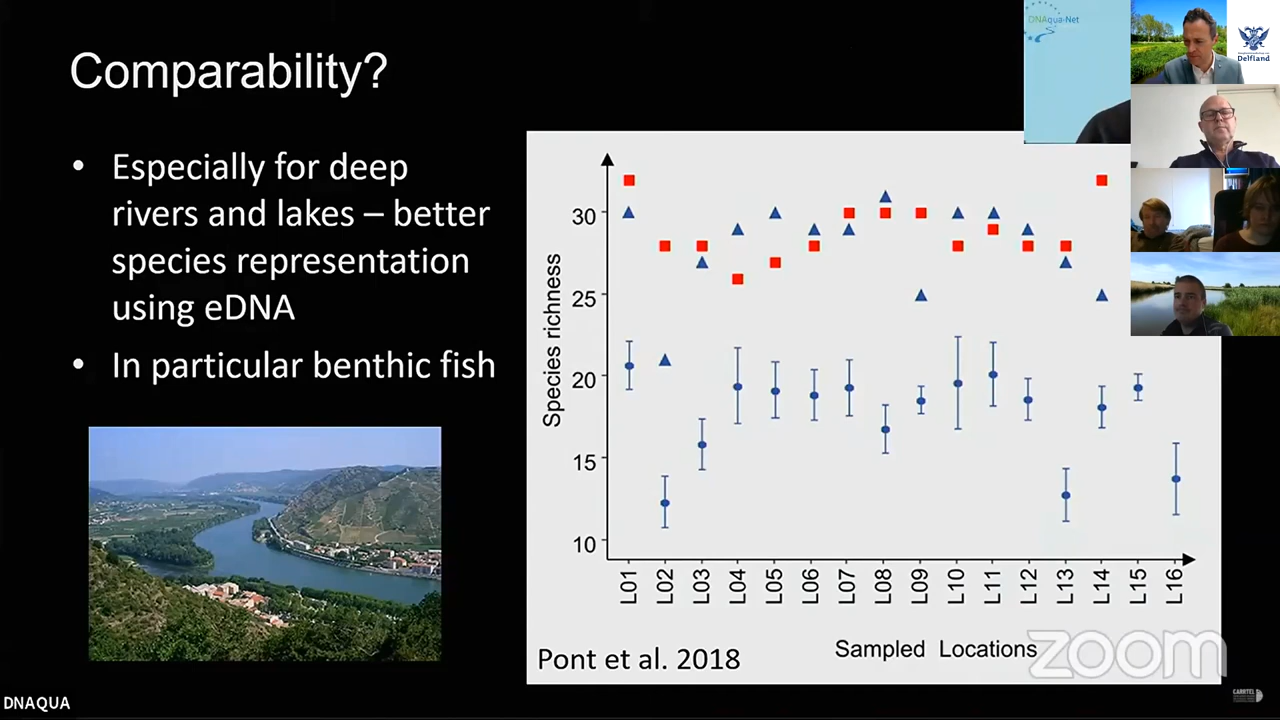 Comparability?
• Especially for deep
rivers and lakes – better
species representation
using eDNA
• In particular benthic fish
DNAqua-Net
Delfland
Species richness
30
25
20
15
10
L01 L02 L03 L04 L05 L06 L07 L08 L09 L10 L11 L12 L13 L14 L15 L16
Sampled Locations
Pont et al. 2018
zoom
DNAQUA
CARRTEL